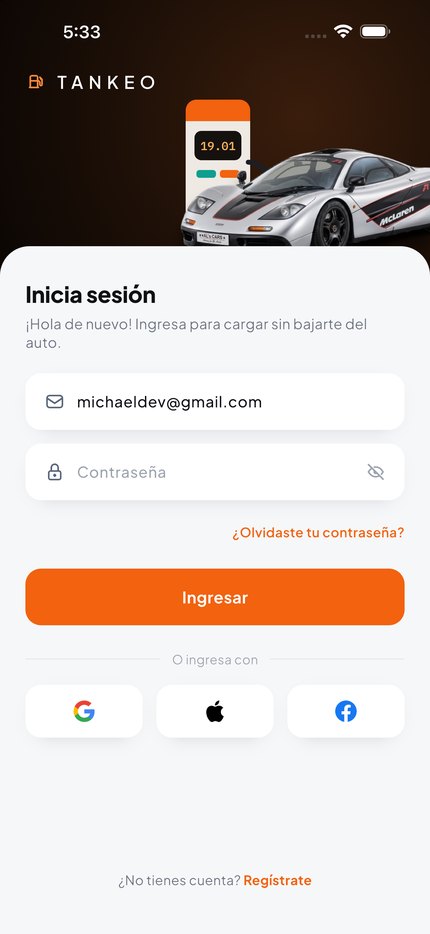 5:33
TANKEO
19.01
McLaren
Inicia sesión
¡Hola de nuevo! Ingresa para cargar sin bajarte del
auto.
michaeldev@gmail.com
Contraseña
¿Olvidaste tu contraseña?
Ingresar
O ingresa con
¿No tienes cuenta? Regístrate